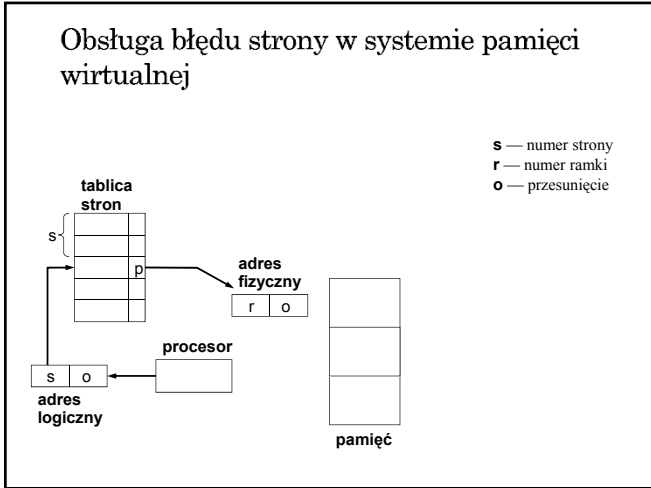 Obsługa błędu strony w systemie pamięci
wirtualnej
s — numer strony
r — numer ramki
o — przesunięcie
tablica
stron
s
p
adres
fizyczny
r o
procesor
s o
adres
logiczny
pamięć